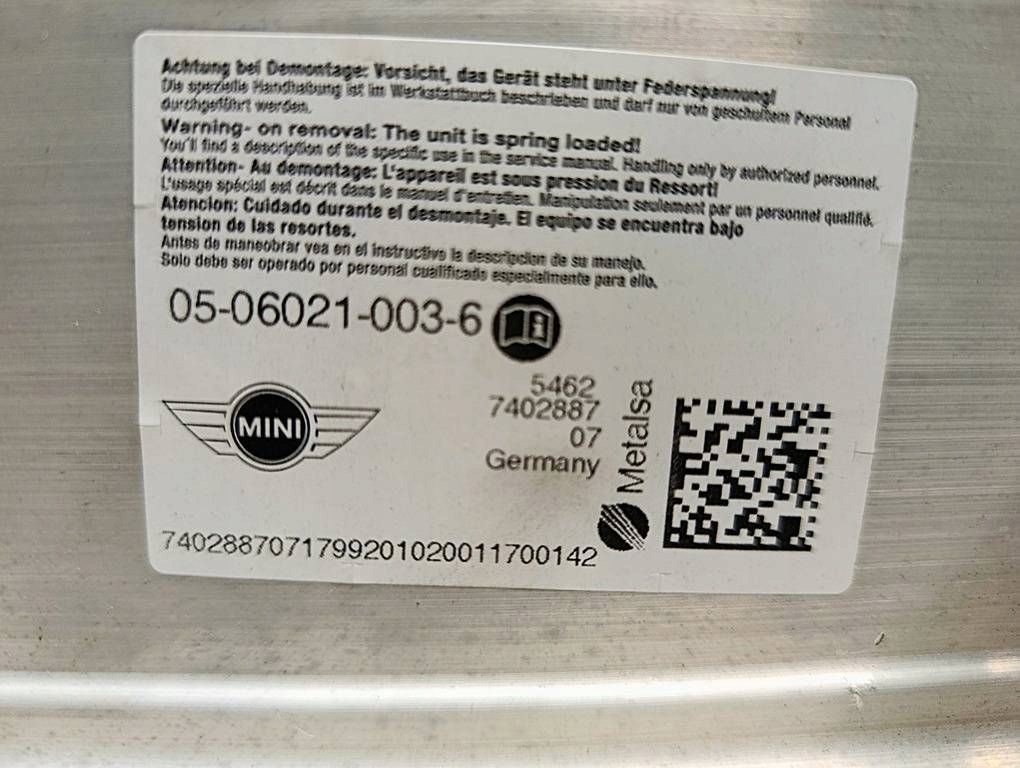 Achtung bei Demontage: Vorsicht, das Gerät steht unter Federspannung!
Die spezielle Handhabung ist im Werkstattbuch beschrieben und darf nur von geschultem Personal
durchgeführt werden.
Warning- on removal: The unit is spring loaded!
You'll find a description of the specific use in the service manual. Handling only by authorized personnel.
Attention- Au demontage: L'appareil est sous pression du Ressort!
L'usage spécial est décrit dans le manuel d'entretien. Manipulation seulement par un personnel qualifié.
Atencion: Cuidado durante el desmontaje. El equipo se encuentra bajo
tension de las resortes.
Antes de maneobrar vea en el instructivo la descripcion de su manejo.
Solo debe ser operado por personal cualificado especialmente para ello.
05-06021-003-6
5462
7402887
07
Germany
MINI
Metalsa
740288707179920102001170 0142